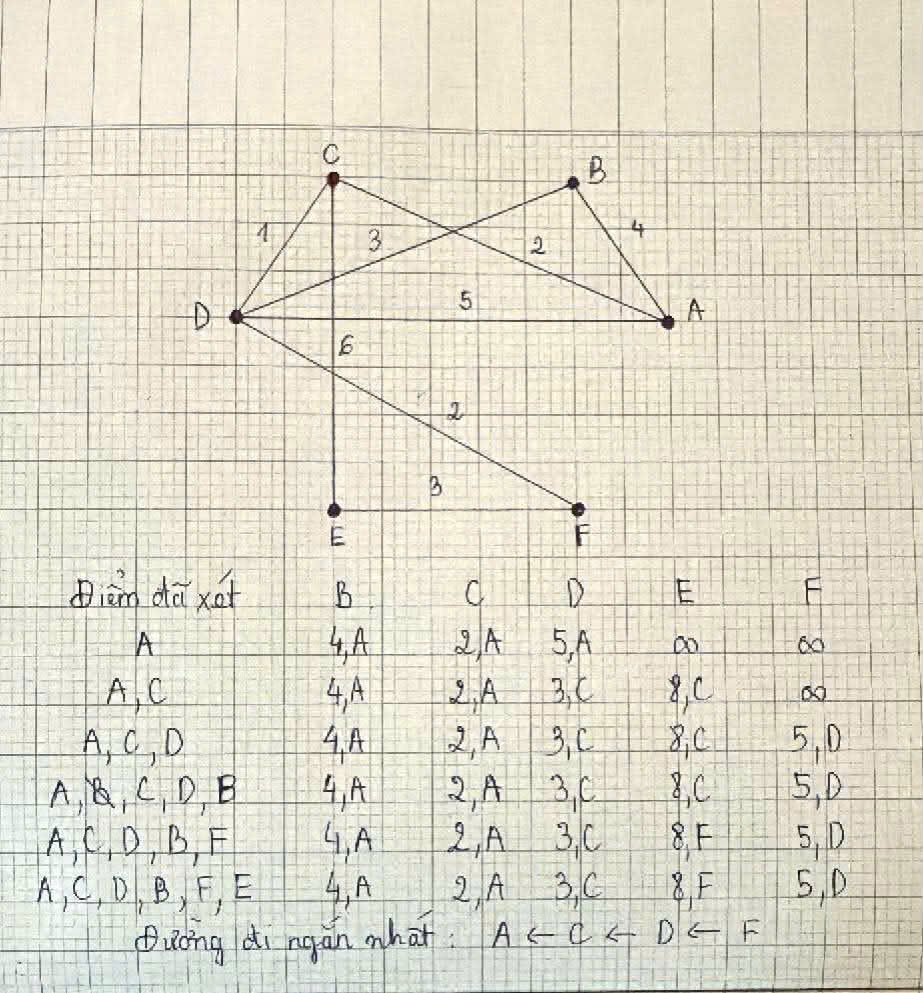 C
B
1
3
2
4
D
5
A
6
2
3
E
F
Điểm đã xét B C D E F
A 4,A 2,A 5,A ∞ ∞
A,C 4,A 2,A 3,C 8,C ∞
A,C,D 4,A 2,A 3,C 8,C 5,D
A,C,D,B 4,A 2,A 3,C 8,C 5,D
A,C,D,B,F 4,A 2,A 3,C 8,F 5,D
A,C,D,B,F,E 4,A 2,A 3,C 8,F 5,D
Đường đi ngắn nhất: A ← C ← D ← F